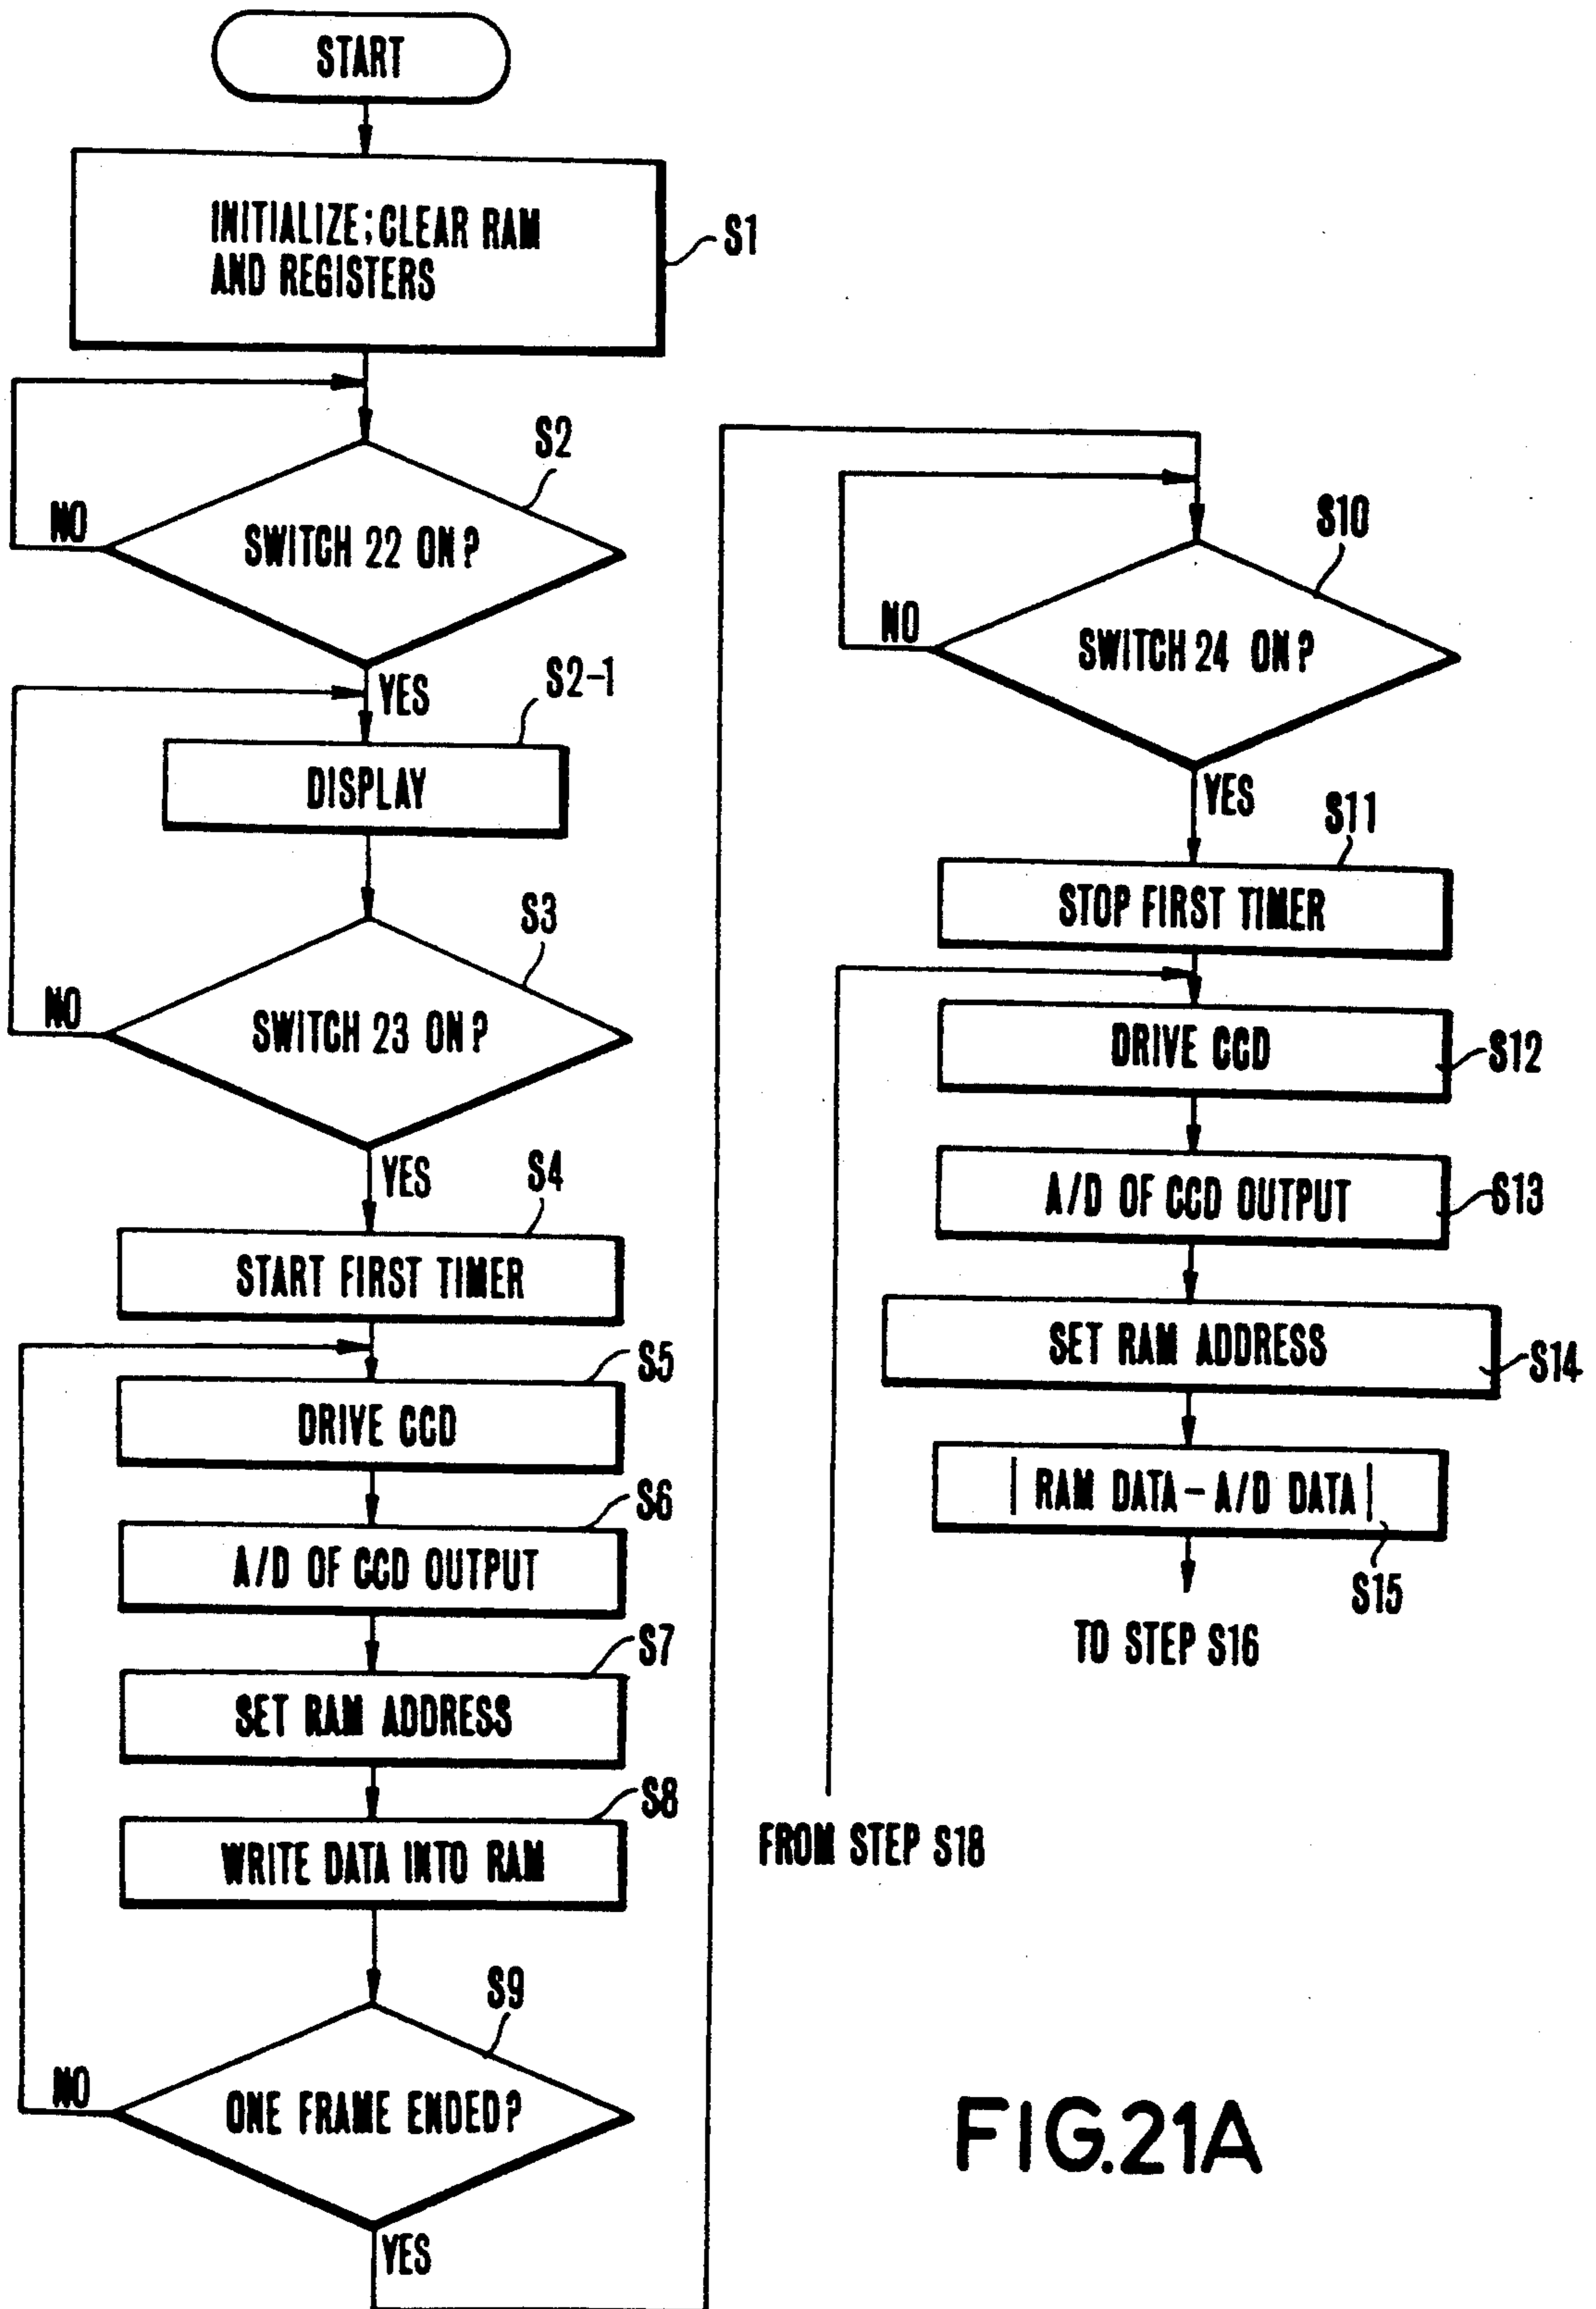 START
INITIALIZE; CLEAR RAM
AND REGISTERS
S1
S2
NO
SWITCH 22 ON?
YES
S2-1
DISPLAY
S3
NO
SWITCH 23 ON?
YES
S4
START FIRST TIMER
S5
DRIVE CCD
S6
A/D OF CCD OUTPUT
S7
SET RAM ADDRESS
S8
WRITE DATA INTO RAM
S9
NO
ONE FRAME ENDED?
YES
S10
NO
SWITCH 24 ON?
YES
S11
STOP FIRST TIMER
DRIVE CCD
S12
A/D OF CCD OUTPUT
S13
SET RAM ADDRESS
S14
| RAM DATA - A/D DATA |
S15
TO STEP S16
FROM STEP S18
FIG.21A